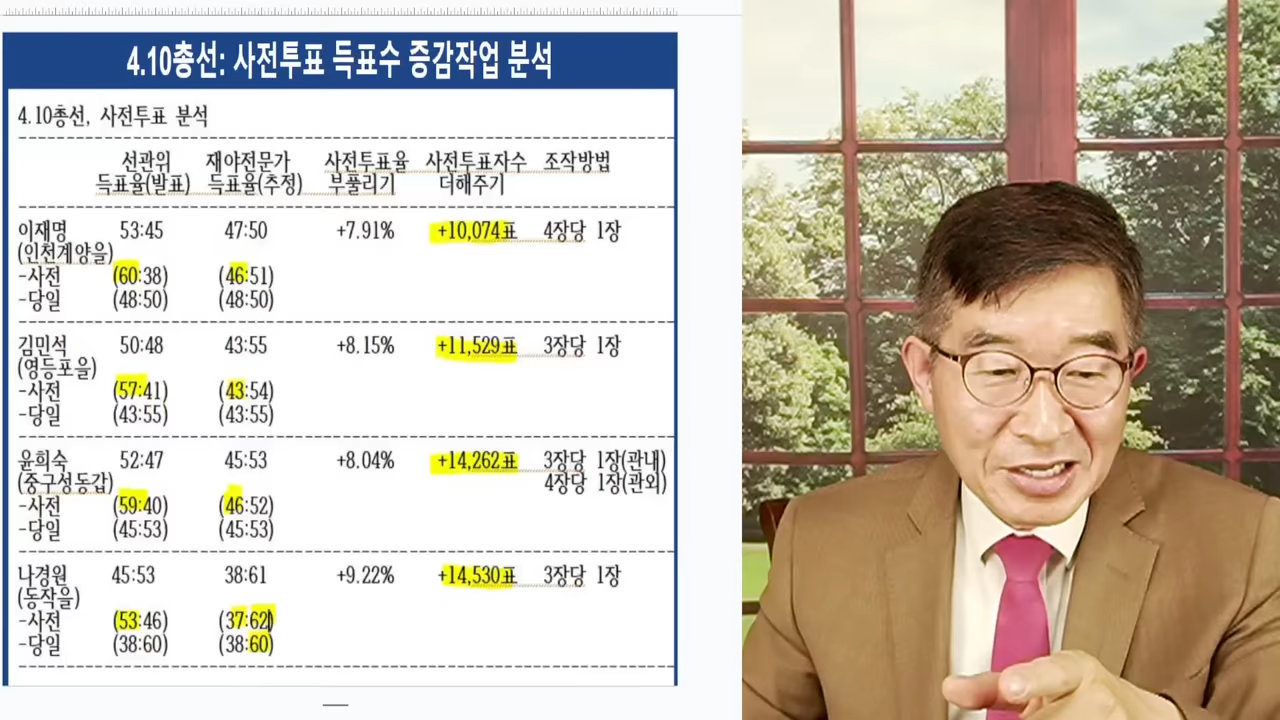 4.10총선: 사전투표 득표수 증감작업 분석
4.10총선, 사전투표 분석
선관위 재야전문가 사전투표율 사전투표자수 조작방법
득표율(발표) 득표율(추정) 부풀리기 더해주기
이재명 53:45 47:50 +7.91% +10,074표 4장당 1장
(인천계양을)
-사전 (60:38) (46:51)
-당일 (48:50) (48:50)
김민석 50:48 43:55 +8.15% +11,529표 3장당 1장
(영등포을)
-사전 (57:41) (43:54)
-당일 (43:55) (43:55)
윤희숙 52:47 45:53 +8.04% +14,262표 3장당 1장(관내)
(중구성동갑) 4장당 1장(관외)
-사전 (59:40) (46:52)
-당일 (45:53) (45:53)
나경원 45:53 38:61 +9.22% +14,530표 3장당 1장
(동작을)
-사전 (53:46) (37:62)
-당일 (38:60) (38:60)